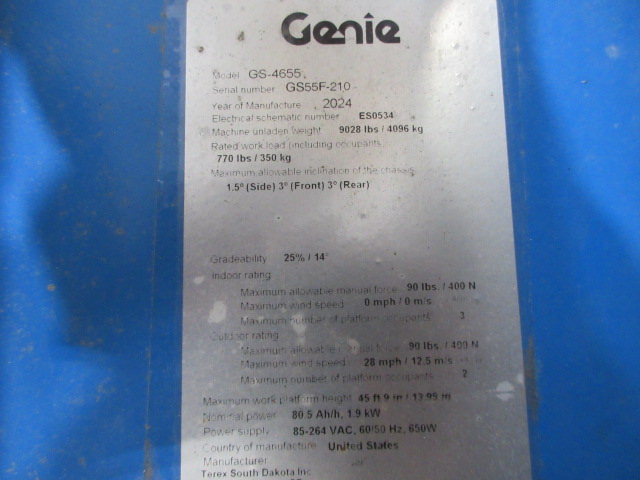 Genie
Model GS-4655
Serial number GS55F-210
Year of Manufacture 2024
Electrical schematic number ES0534
Machine unladen weight 9028 lbs / 4096 kg
Rated work load (including occupants)
770 lbs / 350 kg
Maximum allowable inclination of the chassis
1.5° (Side) 3° (Front) 3° (Rear)
Gradeability 25% / 14°
Indoor rating
Maximum allowable manual force 90 lbs. / 400 N
Maximum wind speed 0 mph / 0 m/s
Maximum number of platform occupants 3
Outdoor rating
Maximum allowable manual force 90 lbs. / 400 N
Maximum wind speed 28 mph / 12.5 m/s
Maximum number of platform occupants 2
Maximum work platform height 45 ft 9 in / 13.95 m
Nominal power 80.5 Ah/h, 1.9 kW
Power supply 85-264 VAC, 60/50 Hz, 650W
Country of manufacture United States
Manufacturer
Terex South Dakota Inc